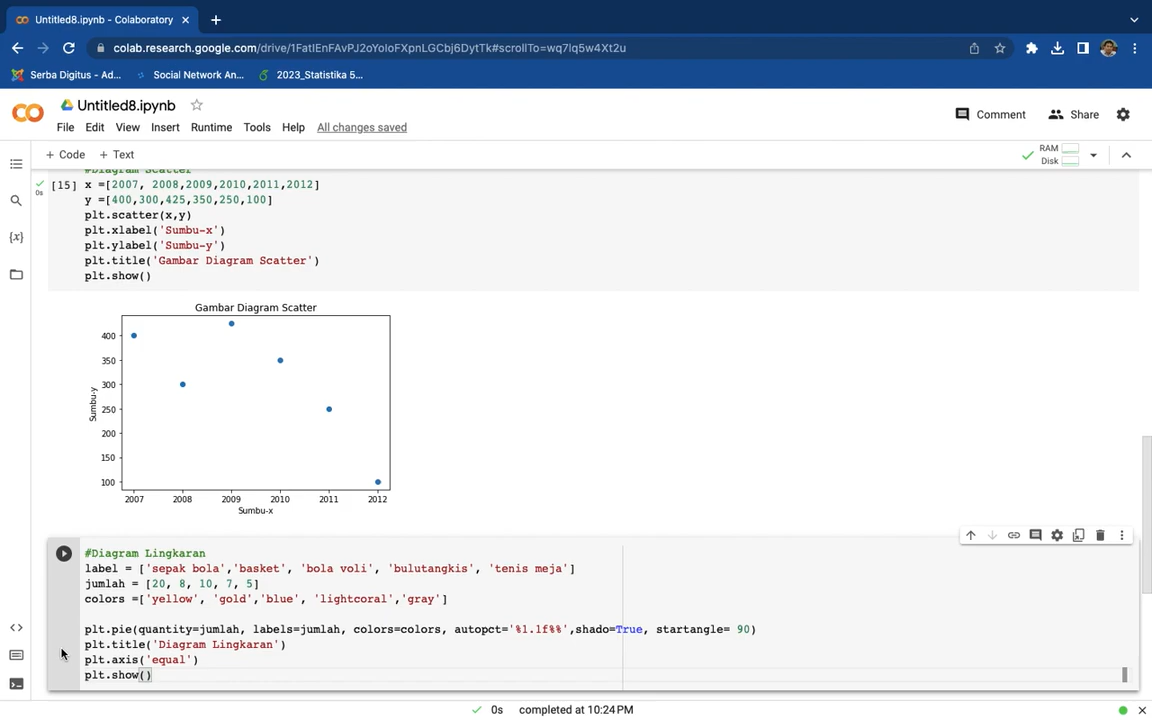 Untitled8.ipynb - Colaboratory
colab.research.google.com/drive/1FatIEnFAvPJ2oYoIoFXpnLGCbj6DytTk#scrollTo=wq7Iq5w4Xt2u
Serba Digitus - Ad...
Social Network An...
2023_Statistika 5...
Untitled8.ipynb
File Edit View Insert Runtime Tools Help All changes saved
Comment
Share
+ Code + Text
RAM
Disk
#Diagram Scatter
[15] x =[2007, 2008,2009,2010,2011,2012]
0s
y =[400,300,425,350,250,100]
plt.scatter(x,y)
plt.xlabel('Sumbu-x')
plt.ylabel('Sumbu-y')
plt.title('Gambar Diagram Scatter')
plt.show()
Gambar Diagram Scatter
400
350
300
250
200
150
100
Sumbu-y
2007 2008 2009 2010 2011 2012
Sumbu-x
#Diagram Lingkaran
label = ['sepak bola','basket', 'bola voli', 'bulutangkis', 'tenis meja']
jumlah = [20, 8, 10, 7, 5]
colors =['yellow', 'gold','blue', 'lightcoral','gray']
plt.pie(quantity=jumlah, labels=jumlah, colors=colors, autopct='%1.1f%%',shado=True, startangle= 90)
plt.title('Diagram Lingkaran')
plt.axis('equal')
plt.show()
0s completed at 10:24 PM